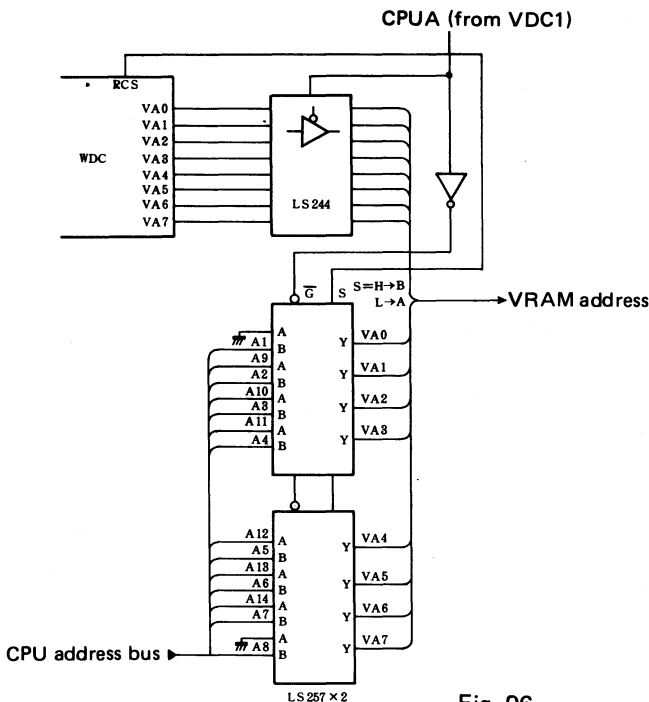 CPUA (from VDC1)
RCS
VA0
VA1
VA2
VA3
VA4
VA5
VA6
VA7
WDC
LS244
G
S
S=H→B
L→A
VRAM address
A
A1 B
A9 A
A2 B
A10 A
A3 B
A11 A
A4 B
Y VA0
Y VA1
Y VA2
Y VA3
A12 A
A5 B
A13 A
A6 B
A14 A
A7 B
A
A8 B
Y VA4
Y VA5
Y VA6
Y VA7
CPU address bus
LS257×2